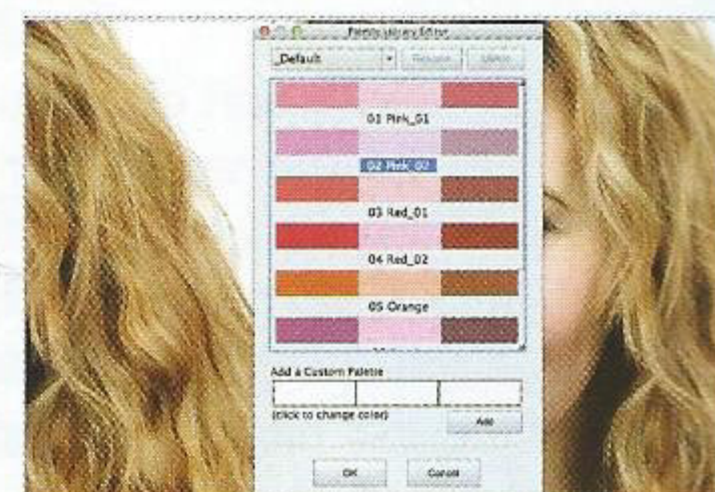 Palette Library Editor
_Default Rename Delete
01 Pink_01
02 Pink_02
03 Red_01
04 Red_02
05 Orange
Add a Custom Palette
(click to change color)
Add
OK Cancel